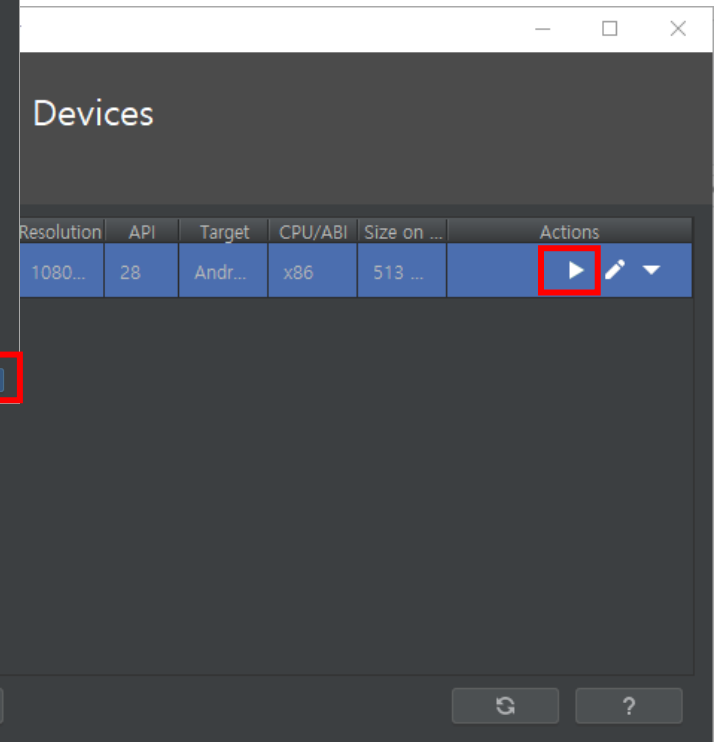 Devices
Resolution API Target CPU/ABI Size on ... Actions
1080... 28 Andr... x86 513 ...
?